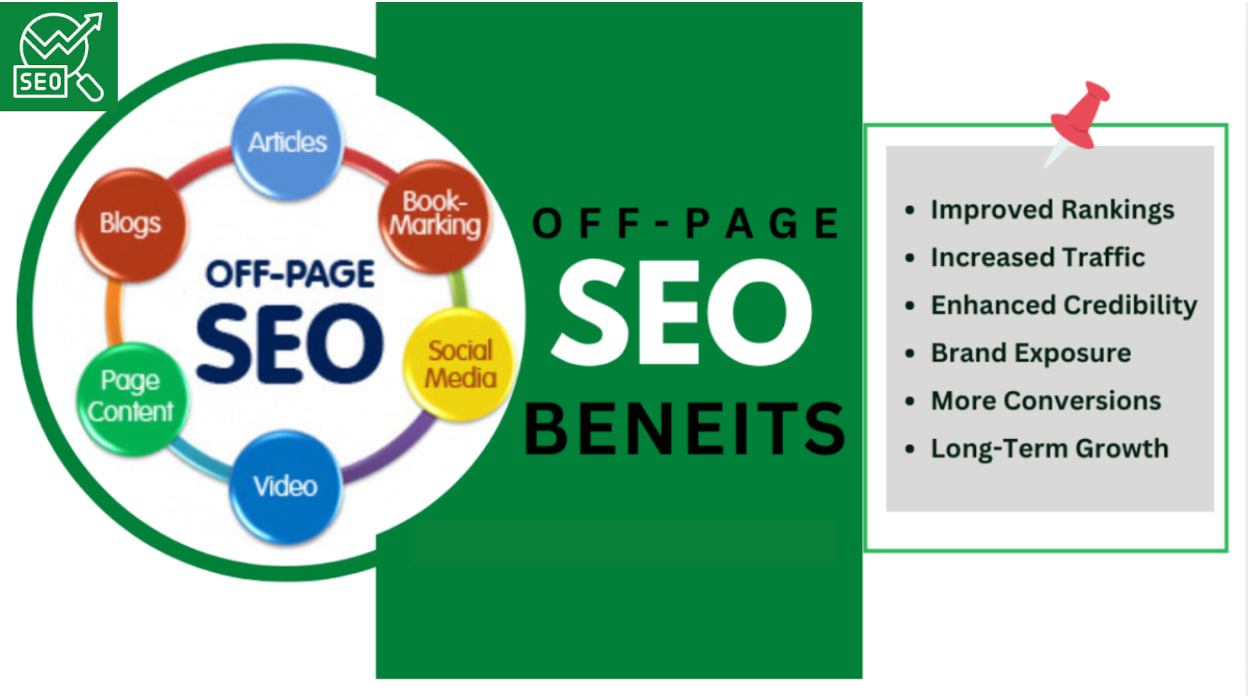 SEO
Articles
Book-
Marking
Blogs
OFF-PAGE
SEO
Social
Media
Page
Content
Video
OFF-PAGE
SEO
BENEITS
• Improved Rankings
• Increased Traffic
• Enhanced Credibility
• Brand Exposure
• More Conversions
• Long-Term Growth